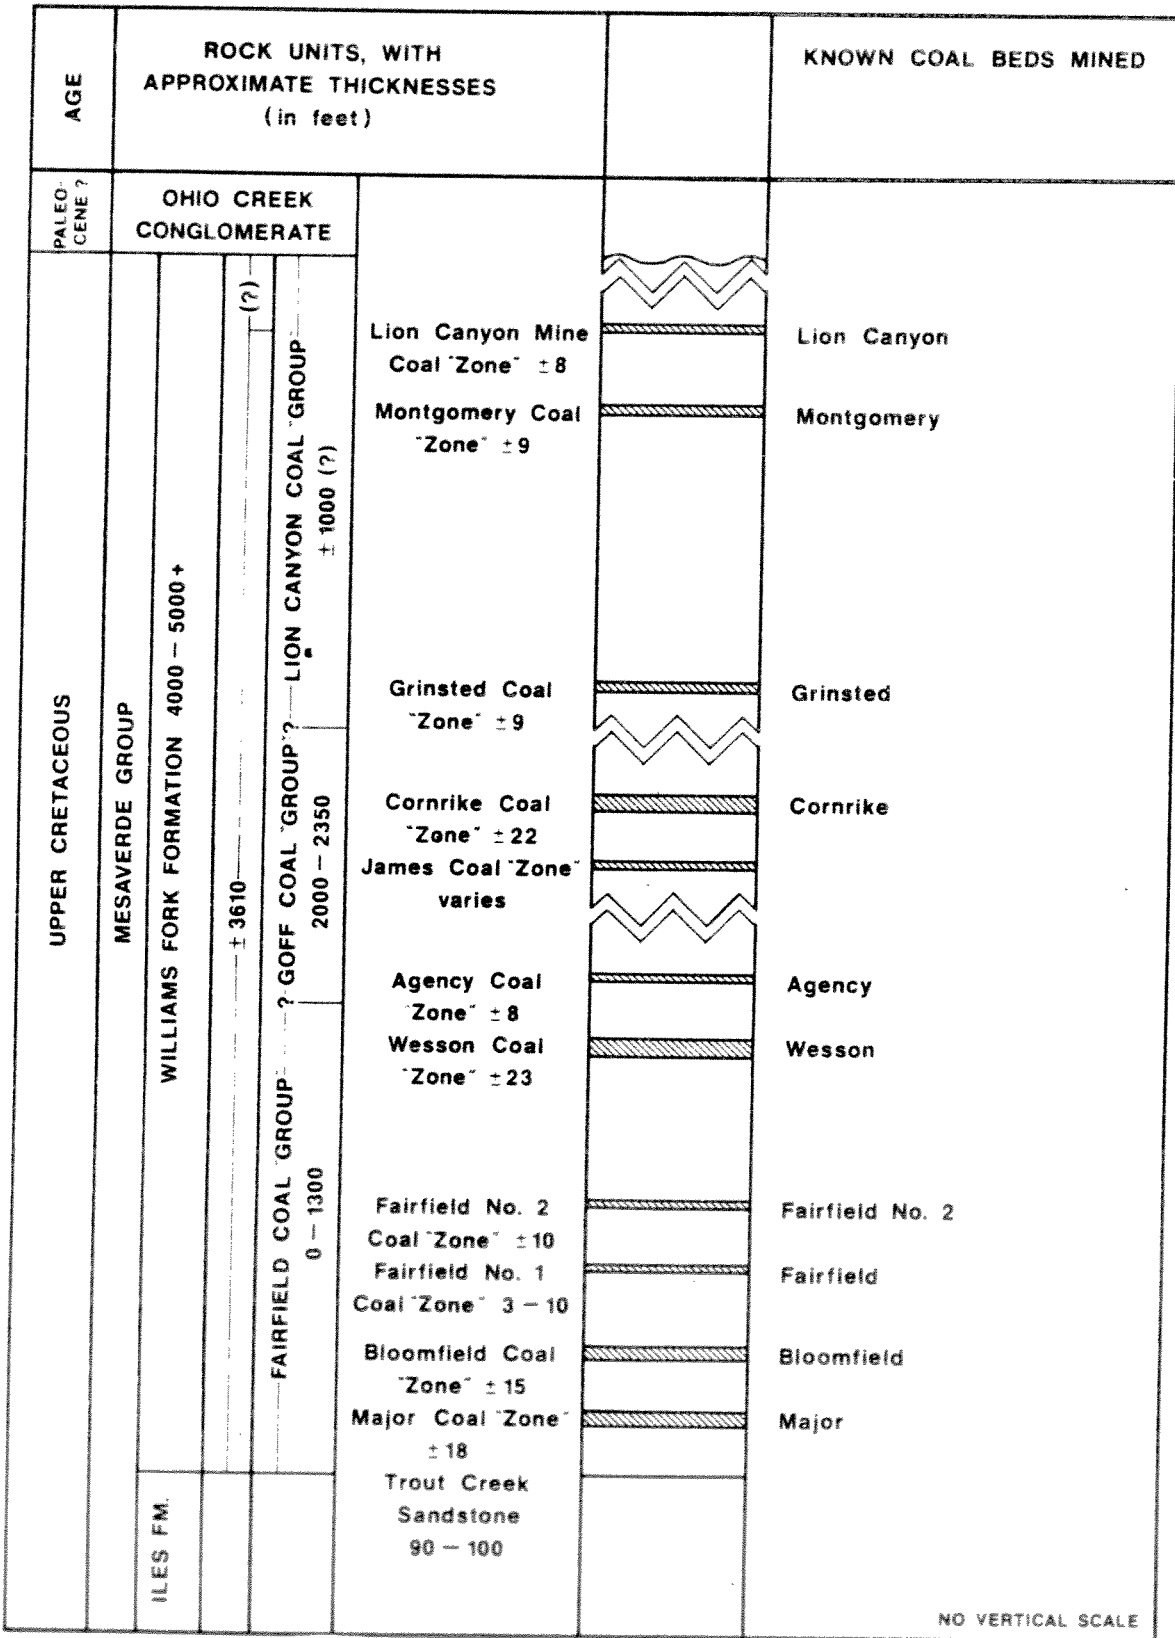 AGE
ROCK UNITS, WITH
APPROXIMATE THICKNESSES
(in feet)
KNOWN COAL BEDS MINED
PALEO-
CENE ?
OHIO CREEK
CONGLOMERATE
UPPER CRETACEOUS
MESAVERDE GROUP
WILLIAMS FORK FORMATION 4000 – 5000 +
ILES FM.
± 3610
(?)
LION CANYON COAL "GROUP"
± 1000 (?)
? GOFF COAL "GROUP" ?
2000 – 2350
FAIRFIELD COAL "GROUP"
0 – 1300
Lion Canyon Mine
Coal "Zone" ± 8
Lion Canyon
Montgomery Coal
"Zone" ± 9
Montgomery
Grinsted Coal
"Zone" ± 9
Grinsted
Cornrike Coal
"Zone" ± 22
Cornrike
James Coal "Zone"
varies
Agency Coal
"Zone" ± 8
Agency
Wesson Coal
"Zone" ± 23
Wesson
Fairfield No. 2
Coal "Zone" ± 10
Fairfield No. 2
Fairfield No. 1
Coal "Zone" 3 – 10
Fairfield
Bloomfield Coal
"Zone" ± 15
Bloomfield
Major Coal "Zone"
± 18
Major
Trout Creek
Sandstone
90 – 100
NO VERTICAL SCALE